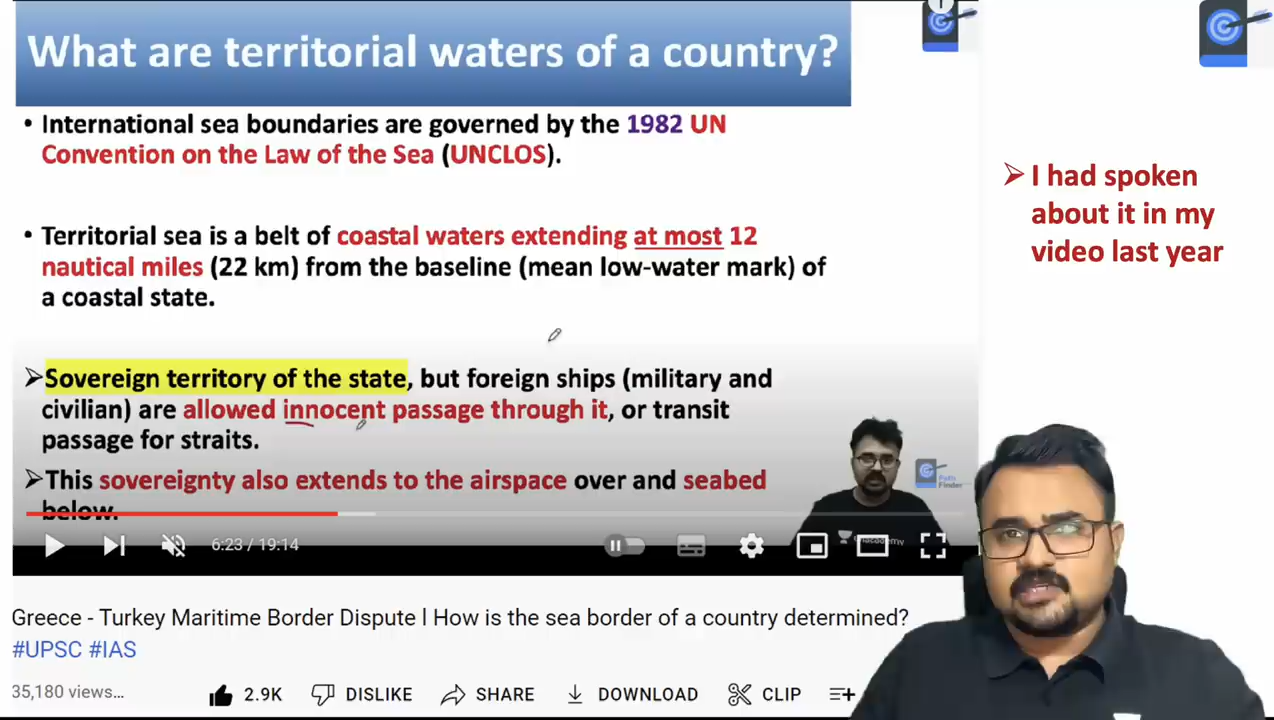 What are territorial waters of a country?
• International sea boundaries are governed by the 1982 UN
Convention on the Law of the Sea (UNCLOS).
• Territorial sea is a belt of coastal waters extending at most 12
nautical miles (22 km) from the baseline (mean low-water mark) of
a coastal state.
➢Sovereign territory of the state, but foreign ships (military and
civilian) are allowed innocent passage through it, or transit
passage for straits.
➢This sovereignty also extends to the airspace over and seabed
below.
Path
Finder
6:23 / 19:14
Greece - Turkey Maritime Border Dispute l How is the sea border of a country determined?
#UPSC #IAS
35,180 views...
2.9K
DISLIKE
SHARE
DOWNLOAD
CLIP
➢ I had spoken
about it in my
video last year